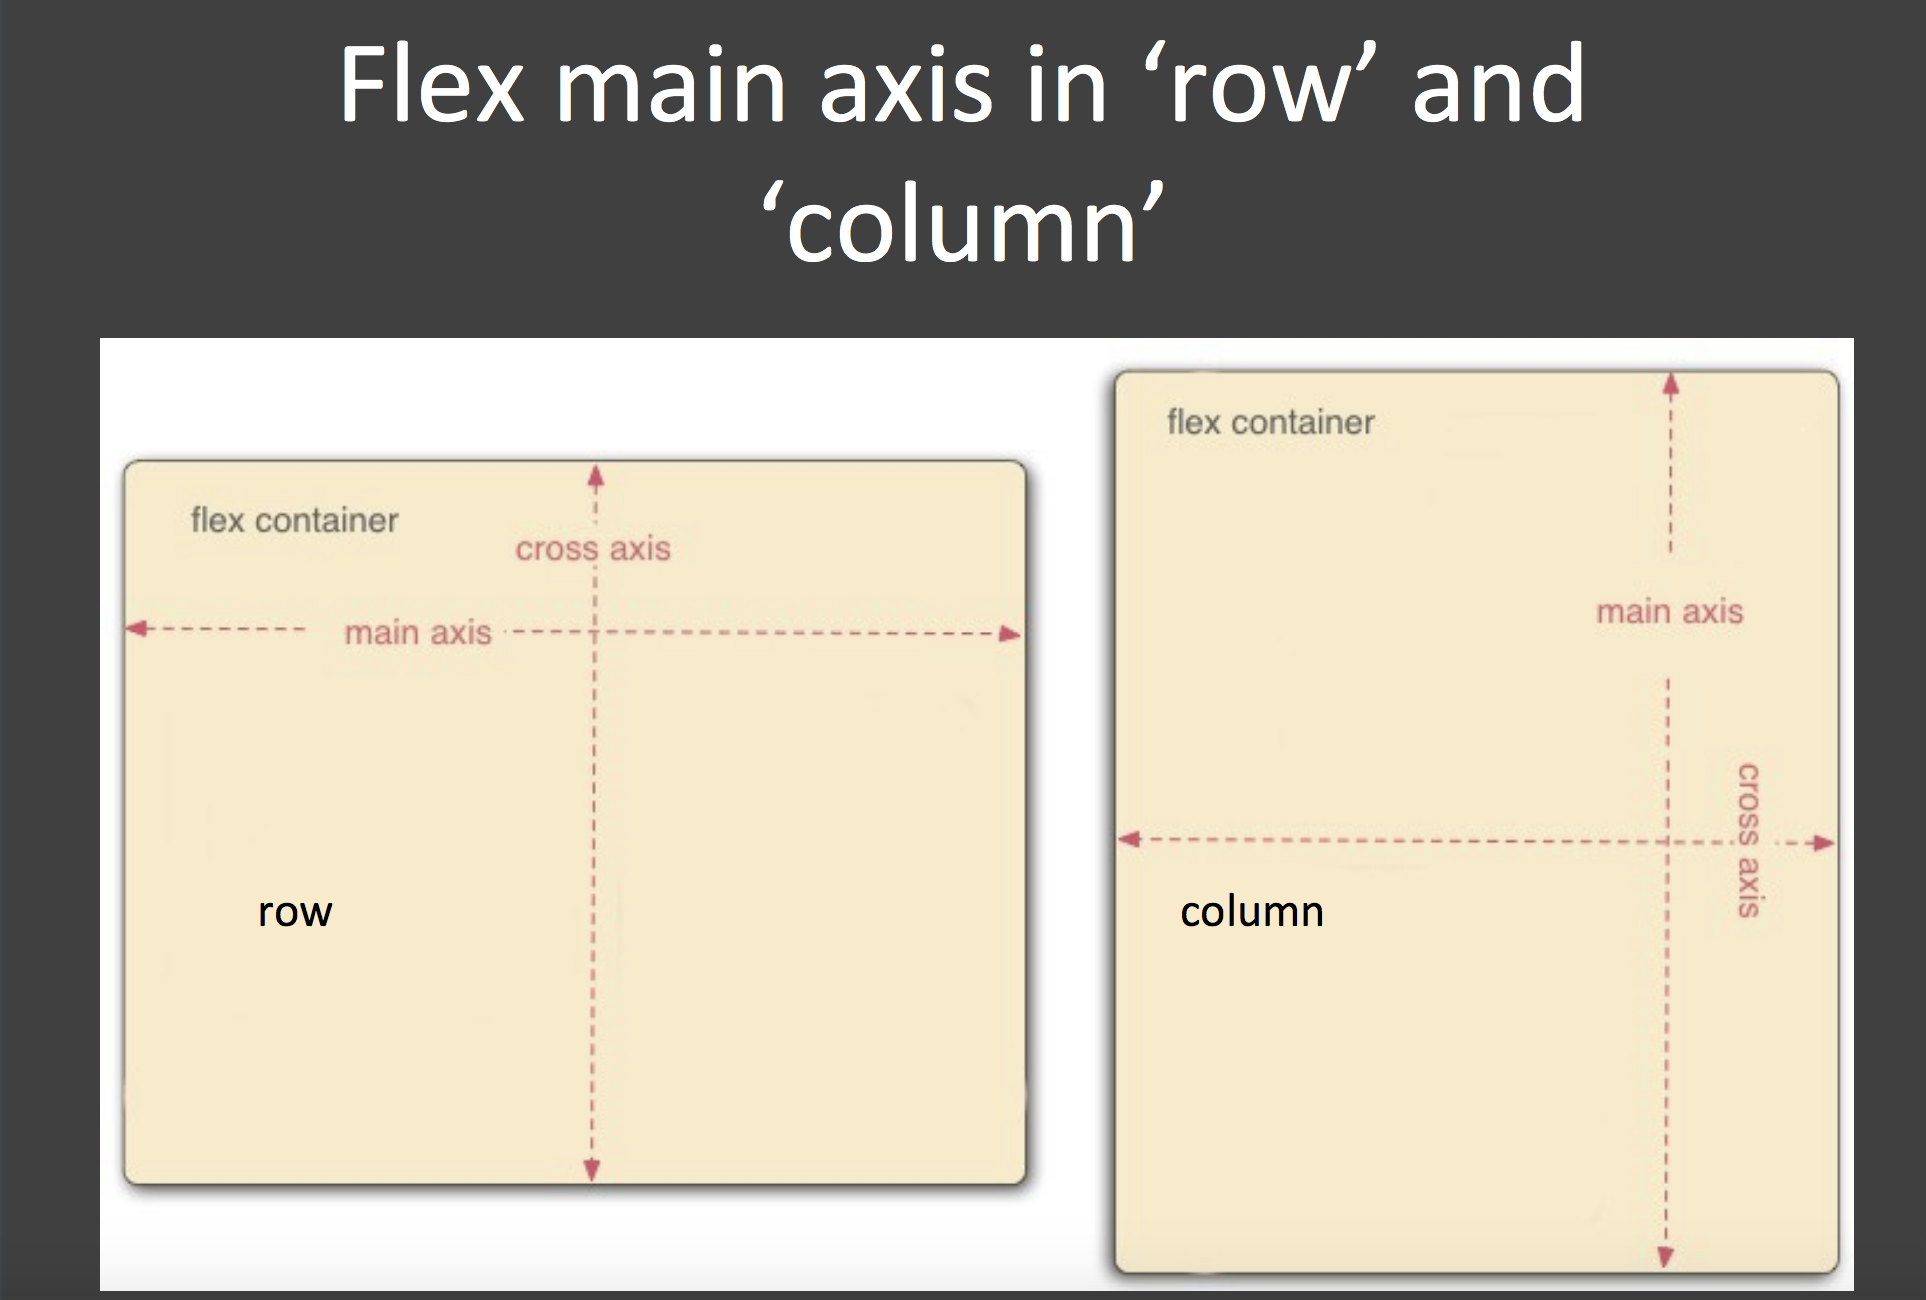 Flex main axis in ‘row’ and
‘column’
flex container
cross axis
main axis
row
flex container
main axis
cross axis
column